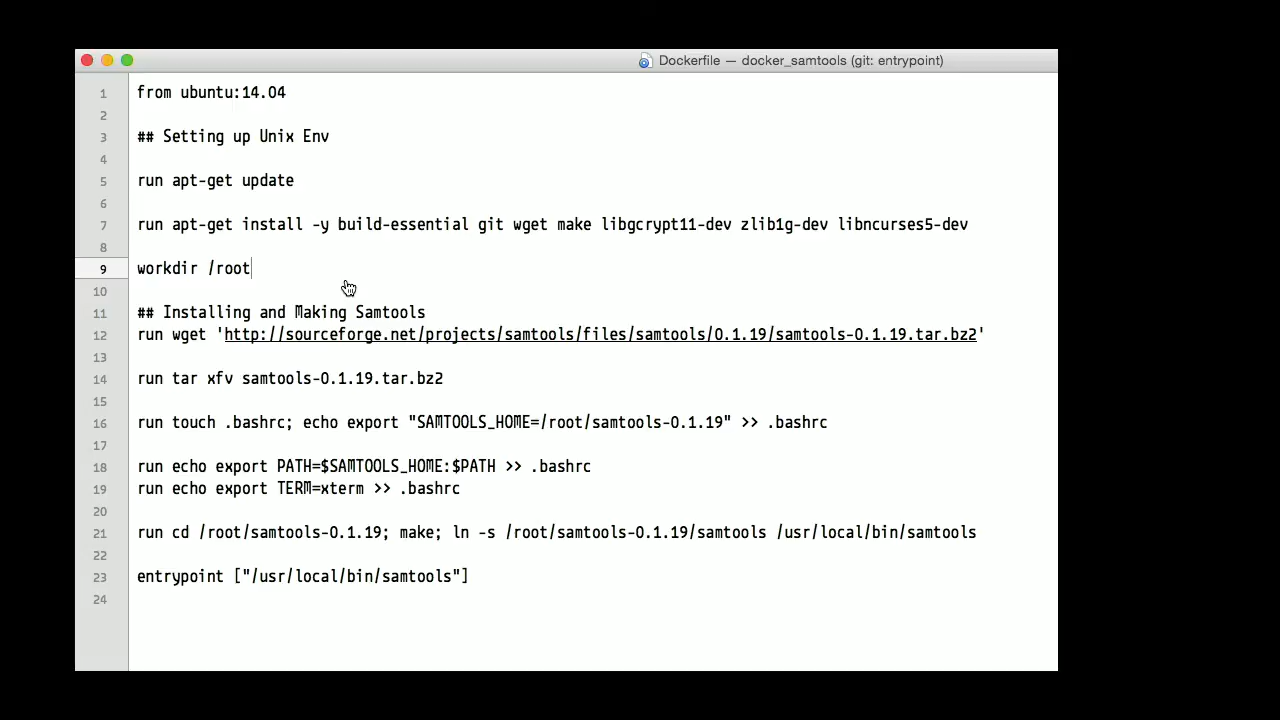 Dockerfile — docker_samtools (git: entrypoint)
1 from ubuntu:14.04
2
3 ## Setting up Unix Env
4
5 run apt-get update
6
7 run apt-get install -y build-essential git wget make libgcrypt11-dev zlib1g-dev libncurses5-dev
8
9 workdir /root
10
11 ## Installing and Making Samtools
12 run wget 'http://sourceforge.net/projects/samtools/files/samtools/0.1.19/samtools-0.1.19.tar.bz2'
13
14 run tar xfv samtools-0.1.19.tar.bz2
15
16 run touch .bashrc; echo export "SAMTOOLS_HOME=/root/samtools-0.1.19" >> .bashrc
17
18 run echo export PATH=$SAMTOOLS_HOME:$PATH >> .bashrc
19 run echo export TERM=xterm >> .bashrc
20
21 run cd /root/samtools-0.1.19; make; ln -s /root/samtools-0.1.19/samtools /usr/local/bin/samtools
22
23 entrypoint ["/usr/local/bin/samtools"]
24